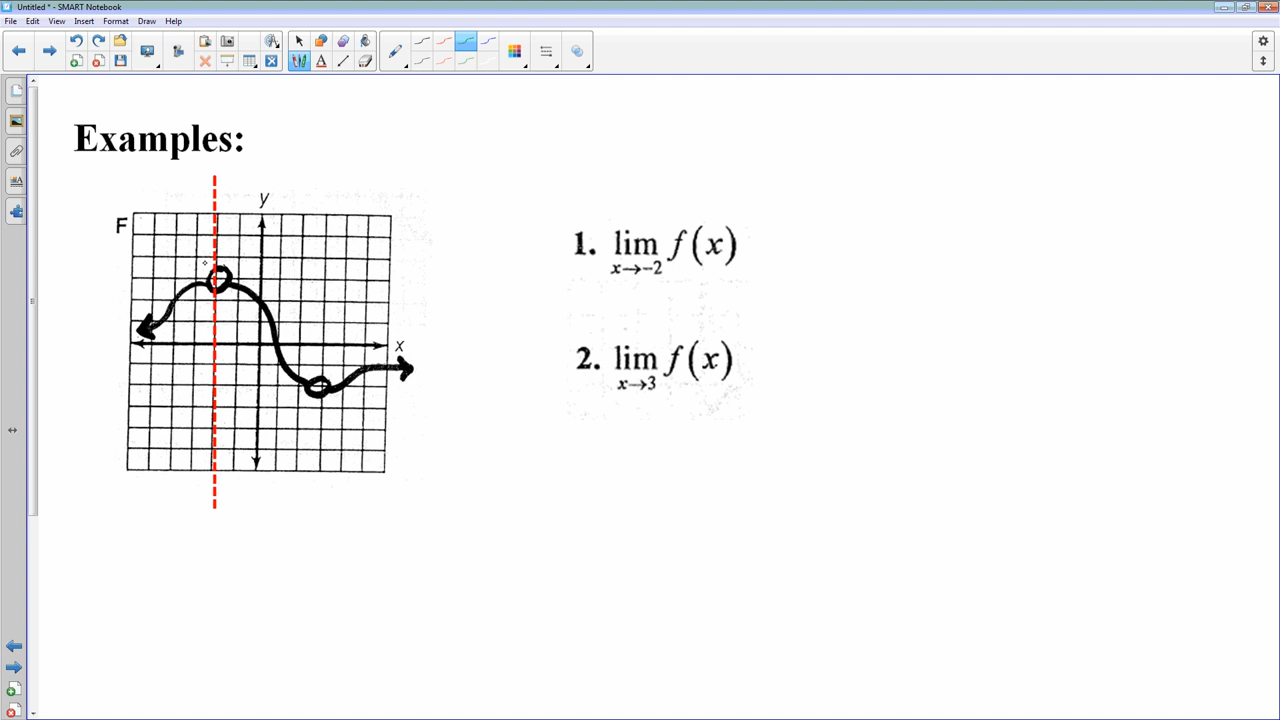 Untitled * - SMART Notebook
File Edit View Insert Format Draw Help
Examples:
y
F
x
1. lim f(x)
x→-2
2. lim f(x)
x→3